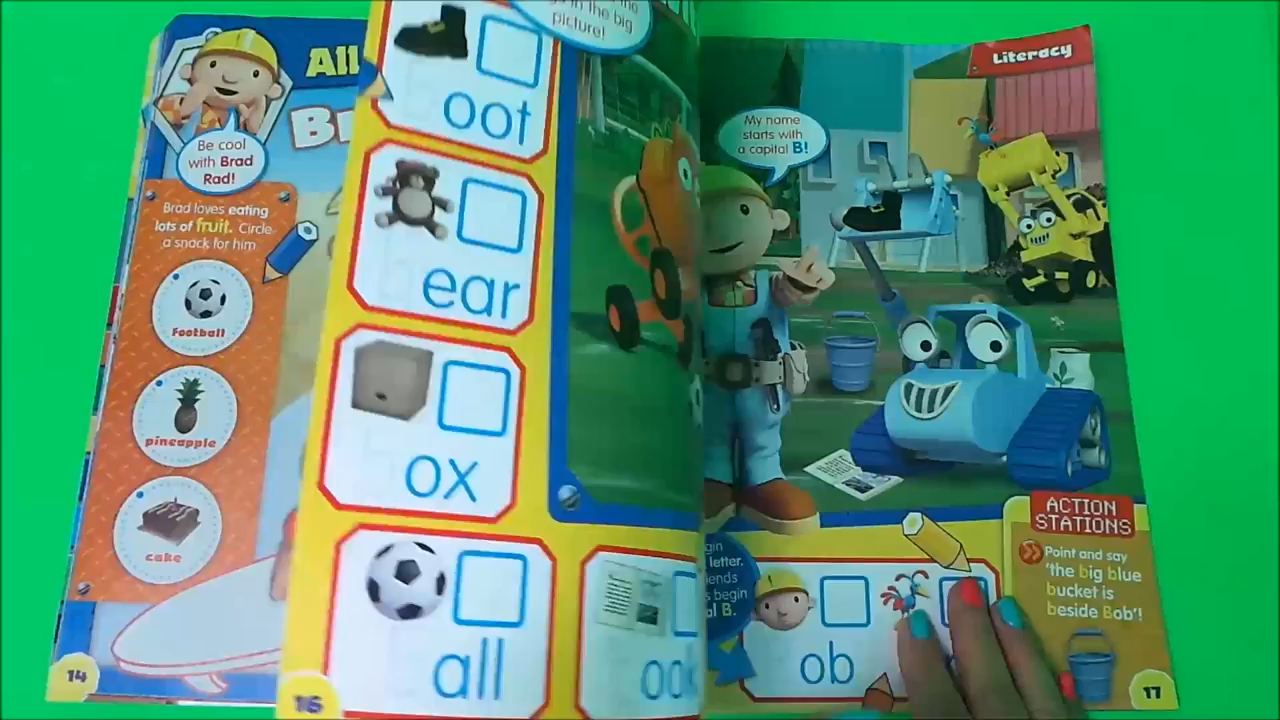 All
Be cool
with Brad
Rad!
Brad loves eating
lots of fruit. Circle
a snack for him
Football
pineapple
cake
14
in the big
picture!
oot
ear
ox
all
16
Literacy
My name
starts with
a capital B!
letter.
begin
B.
ob
ACTION
STATIONS
Point and say
'the big blue
bucket is
beside Bob'!
17